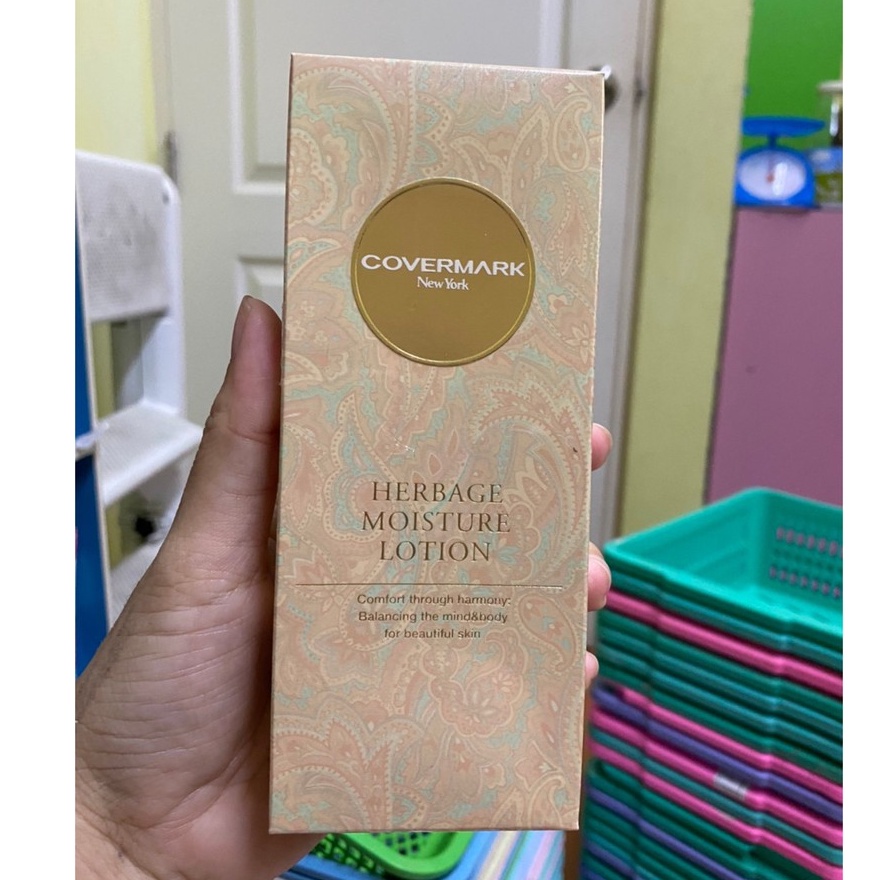 COVERMARK
New York
HERBAGE
MOISTURE
LOTION
Comfort through harmony:
Balancing the mind&body
for beautiful skin